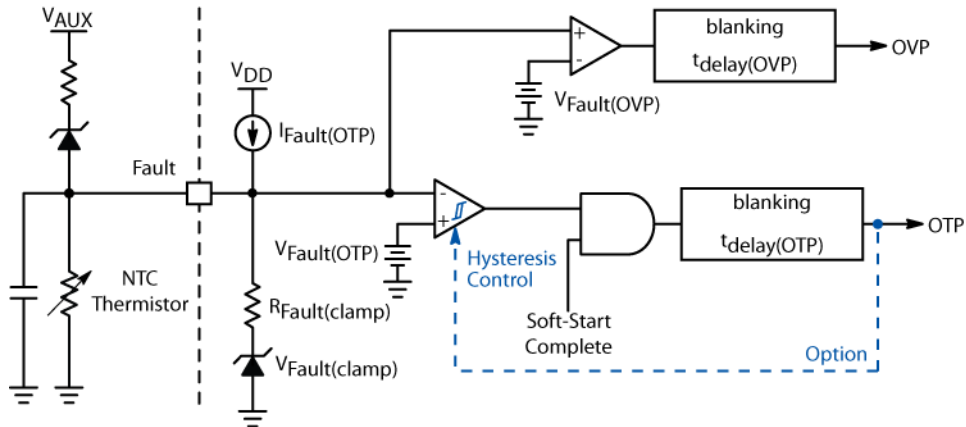 VAUX
VDD
IFault(OTP)
Fault
NTC
Thermistor
RFault(clamp)
VFault(clamp)
+
-
VFault(OVP)
blanking
tdelay(OVP)
OVP
-
+
VFault(OTP)
Hysteresis
Control
Soft-Start
Complete
blanking
tdelay(OTP)
OTP
Option